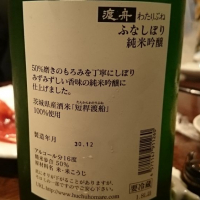 渡舟 わたりぶね
ふなしぼり
純米吟醸
50%磨きのもろみを丁寧にしぼり
みずみずしい香味の純米吟醸に
仕上げました。
茨城県産酒米「短稈渡船」
100%使用
製造年月
30.12
アルコール分16度
精米歩合 50%
原材料名 米・米こうじ
要冷蔵